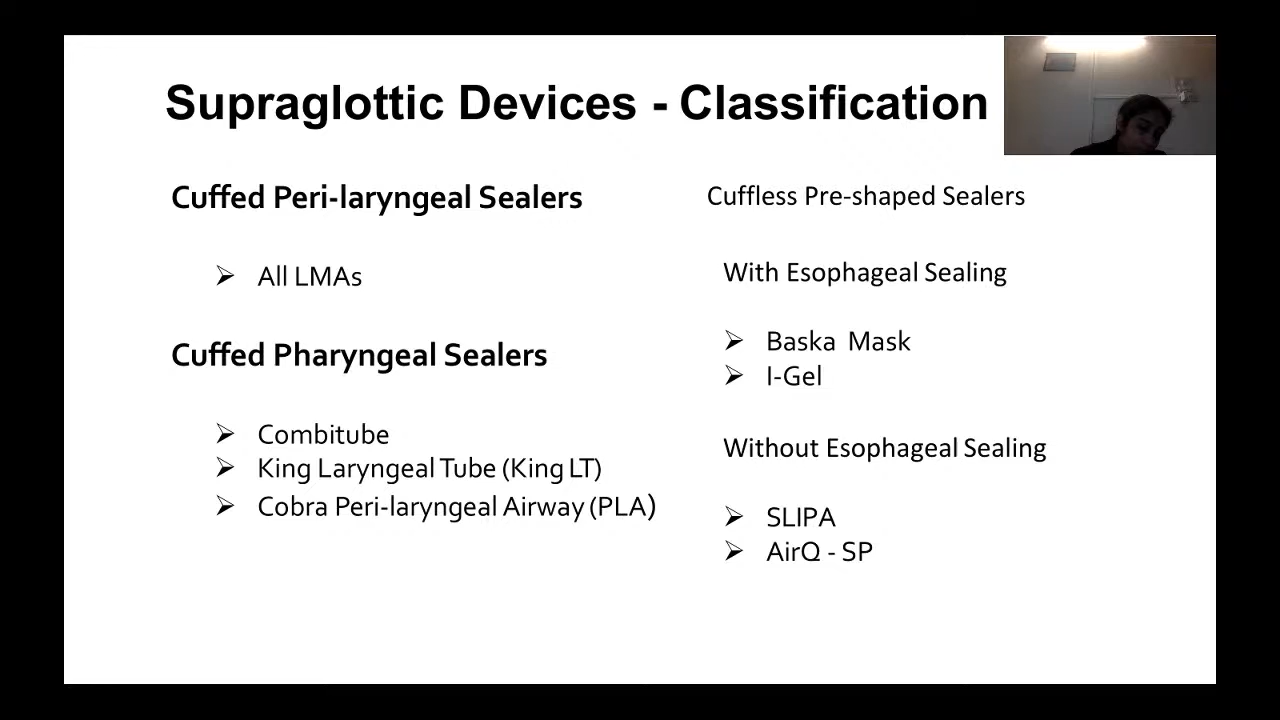 Supraglottic Devices - Classification
Cuffed Peri-laryngeal Sealers
All LMAs
Cuffed Pharyngeal Sealers
Combitube
King Laryngeal Tube (King LT)
Cobra Peri-laryngeal Airway (PLA)
Cuffless Pre-shaped Sealers
With Esophageal Sealing
Baska Mask
I-Gel
Without Esophageal Sealing
SLIPA
AirQ - SP